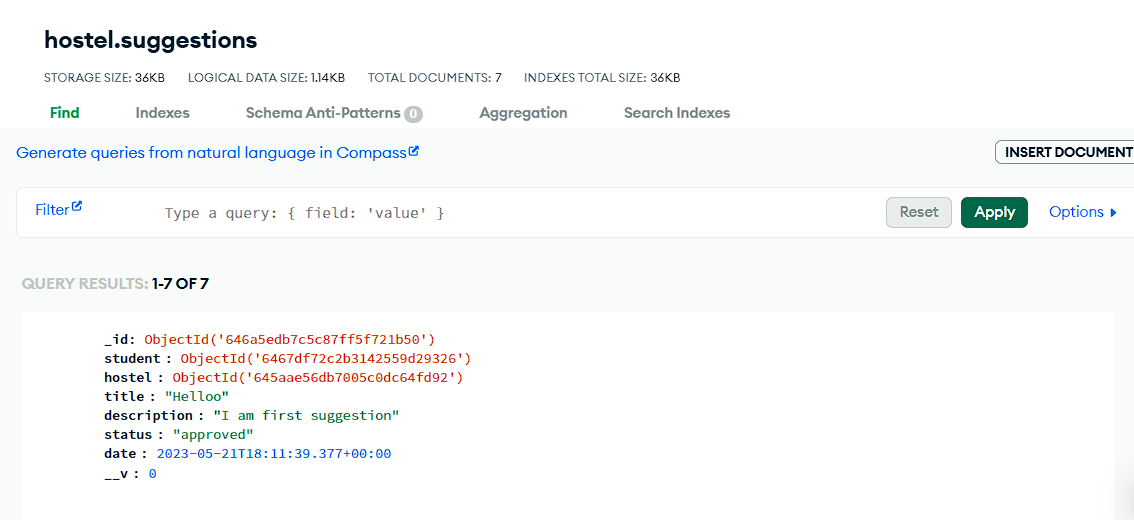 hostel.suggestions
STORAGE SIZE: 36KB LOGICAL DATA SIZE: 1.14KB TOTAL DOCUMENTS: 7 INDEXES TOTAL SIZE: 36KB
Find Indexes Schema Anti-Patterns 0 Aggregation Search Indexes
Generate queries from natural language in Compass
INSERT DOCUMENT
Filter Type a query: { field: 'value' } Reset Apply Options
QUERY RESULTS: 1-7 OF 7
_id: ObjectId('646a5edb7c5c87ff5f721b50')
student : ObjectId('6467df72c2b3142559d29326')
hostel : ObjectId('645aae56db7005c0dc64fd92')
title : "Helloo"
description : "I am first suggestion"
status : "approved"
date : 2023-05-21T18:11:39.377+00:00
__v : 0